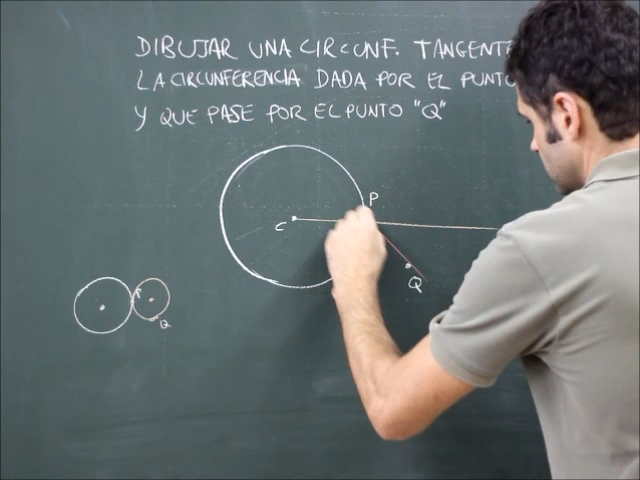 DIBUJAR UNA CIRCUNF. TANGENTE
LA CIRCUNFERENCIA DADA POR EL PUNTO
Y QUE PASE POR EL PUNTO "Q"
P
C
Q
P
Q